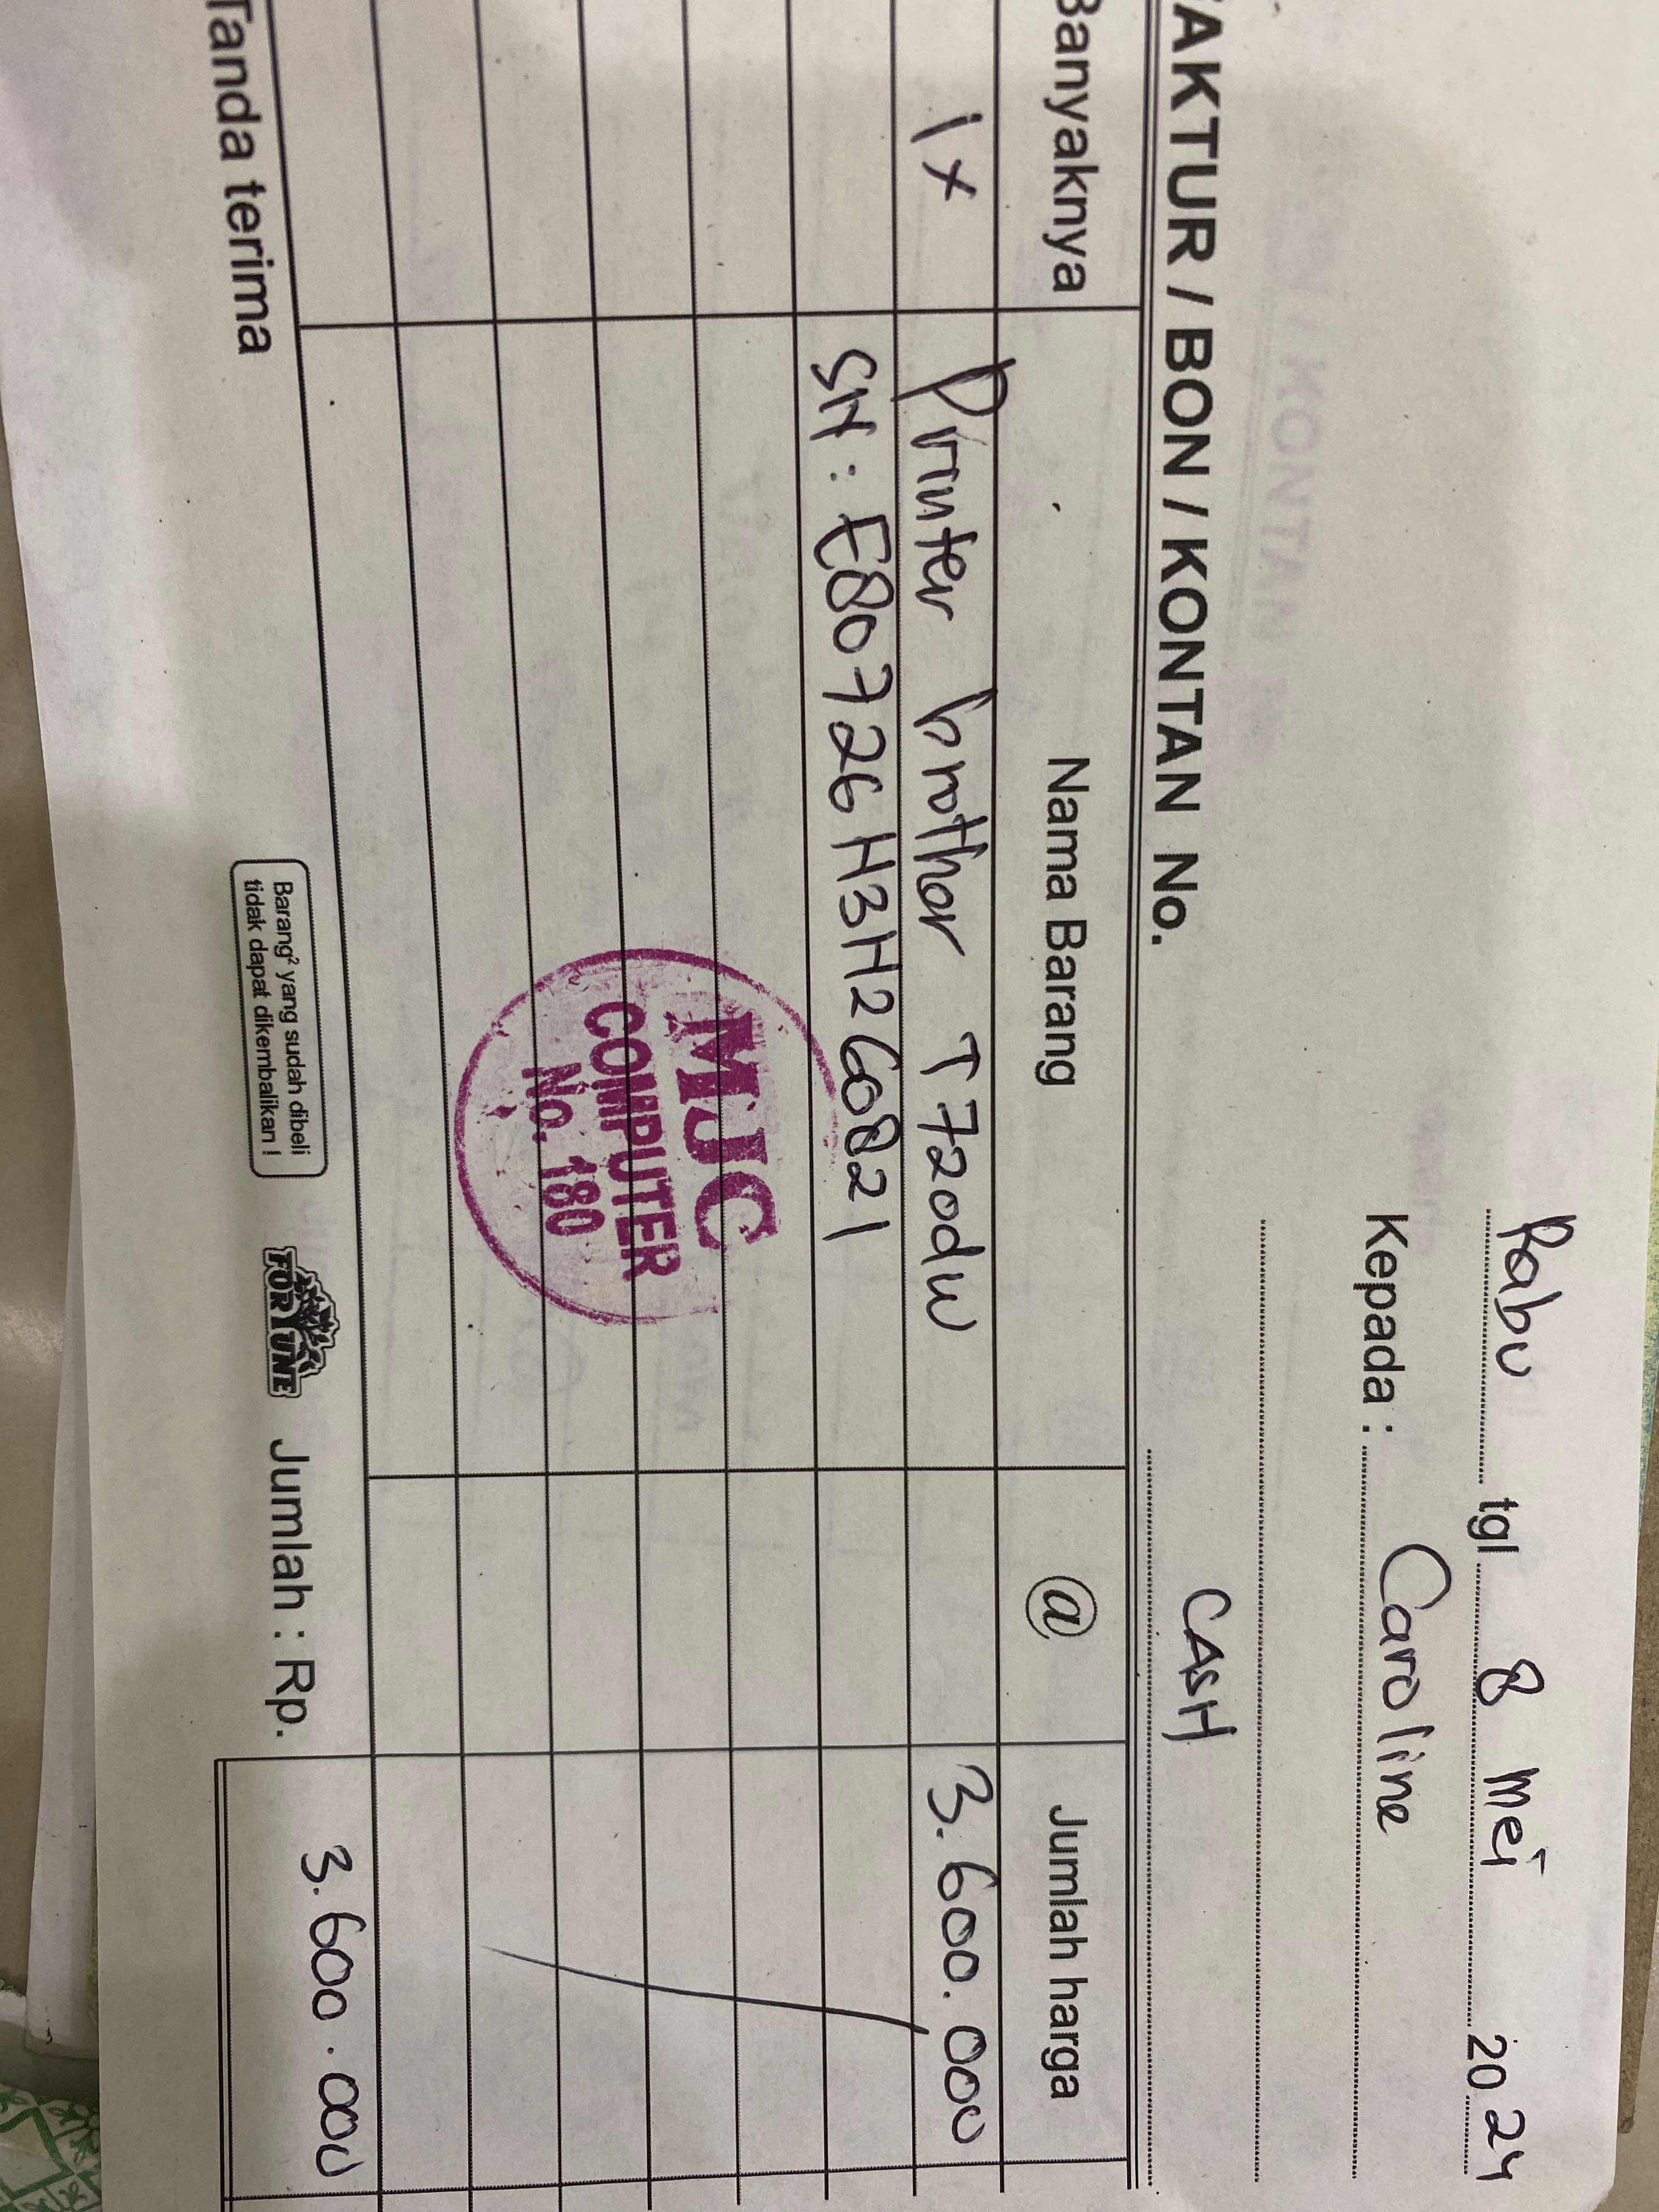 Rabu tgl 8 Mei 2024
Kepada : Caroline
FAKTUR / BON / KONTAN No. CASH
Banyaknya Nama Barang @ Jumlah harga
1x Printer brother T720dw 3.600.000
SN : E80726H3H260821
MJC
COMPUTER
No. 180
Tanda terima
Barang² yang sudah dibeli
tidak dapat dikembalikan !
FORTUNE
Jumlah : Rp. 3.600.000